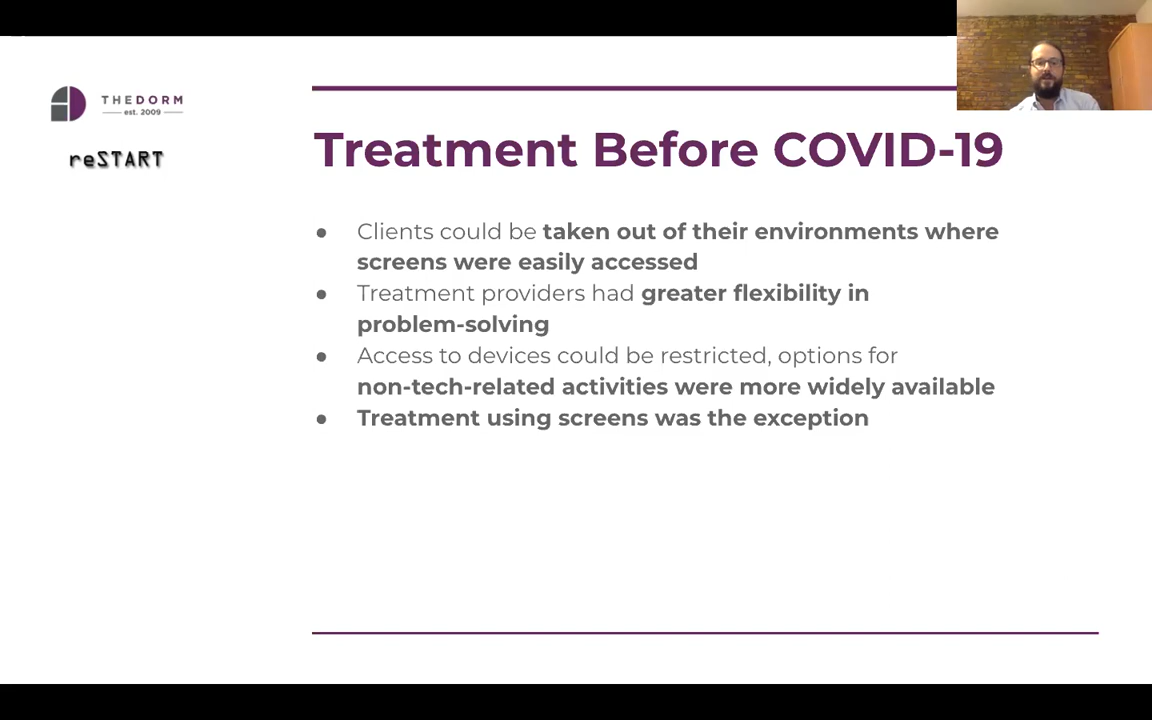 THEDORM
est. 2009
reSTART
Treatment Before COVID-19
● Clients could be taken out of their environments where
screens were easily accessed
● Treatment providers had greater flexibility in
problem-solving
● Access to devices could be restricted, options for
non-tech-related activities were more widely available
● Treatment using screens was the exception